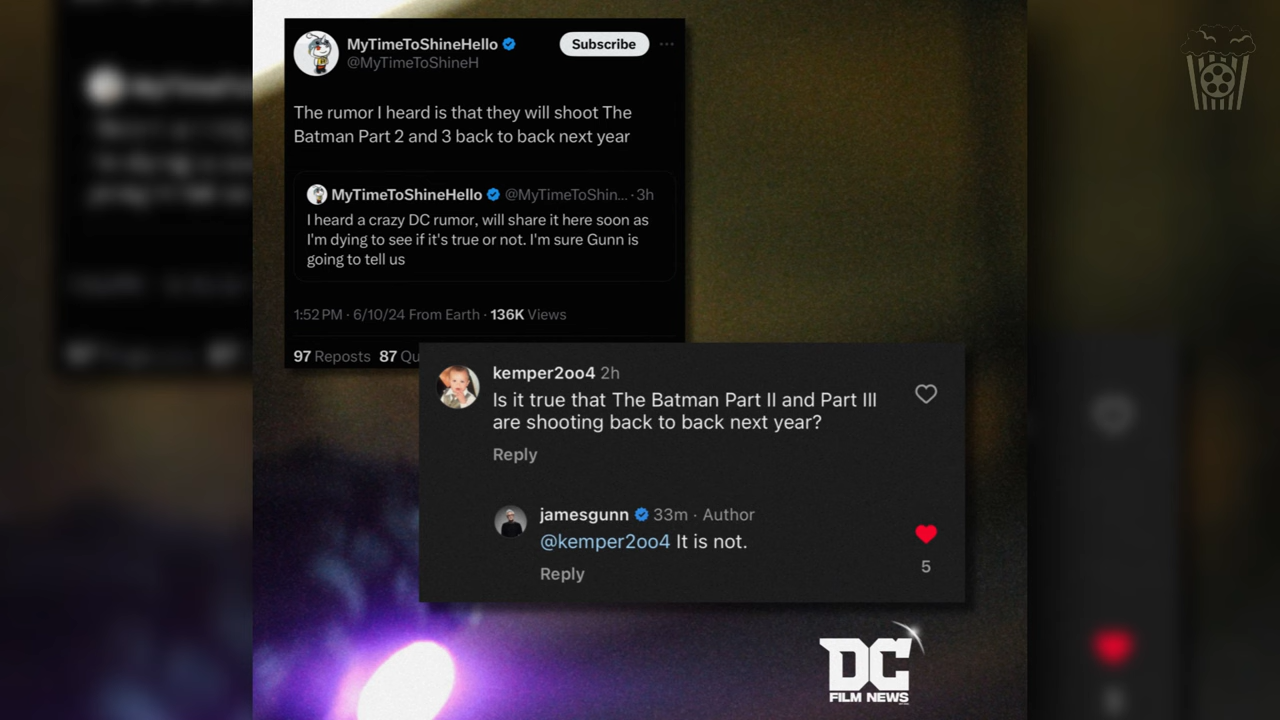 MyTimeToShineHello
Subscribe
@MyTimeToShineH
The rumor I heard is that they will shoot The
Batman Part 2 and 3 back to back next year
MyTimeToShineHello @MyTimeToShin... · 3h
I heard a crazy DC rumor, will share it here soon as
I'm dying to see if it's true or not. I'm sure Gunn is
going to tell us
1:52 PM · 6/10/24 From Earth · 136K Views
97 Reposts 87 Qu
kemper2oo4 2h
Is it true that The Batman Part II and Part III
are shooting back to back next year?
Reply
jamesgunn 33m · Author
@kemper2oo4 It is not.
5
Reply
DC
FILM NEWS